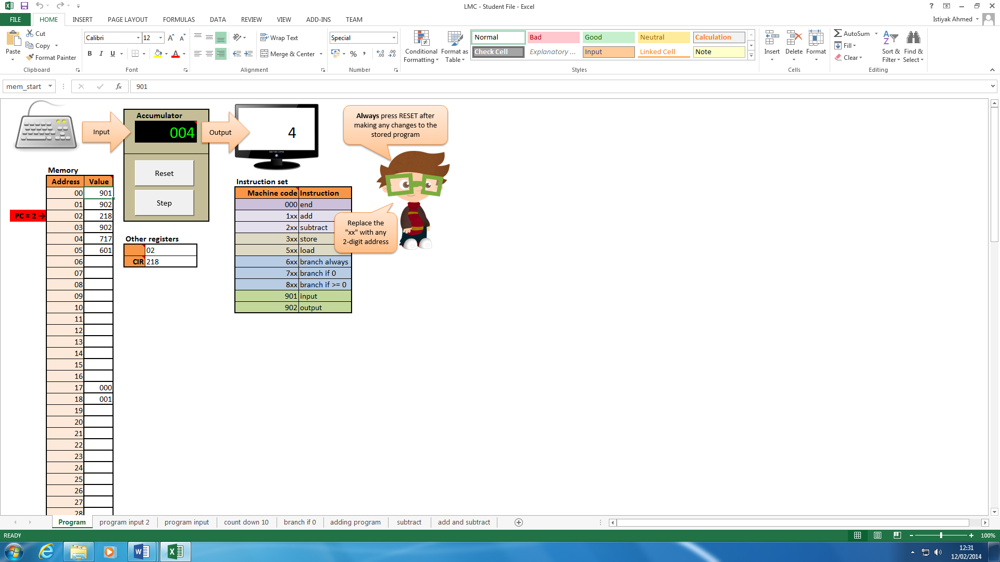 LMC - Student File - Excel
FILE HOME INSERT PAGE LAYOUT FORMULAS DATA REVIEW VIEW ADD-INS TEAM
Istiyak Ahmed
Paste
Cut
Copy
Format Painter
Clipboard
Calibri 12
B I U
Font
Wrap Text
Merge & Center
Alignment
Special
%
Number
Conditional Formatting
Format as Table
Normal Bad Good Neutral Calculation
Check Cell Explanatory ... Input Linked Cell Note
Styles
Insert Delete Format
Cells
AutoSum
Fill
Clear
Sort & Filter
Find & Select
Editing
mem_start
fx
901
Input
Accumulator
004
Output
4
Reset
Step
Always press RESET after
making any changes to the
stored program
Replace the
"xx" with any
2-digit address
Memory
Address Value
00 901
01 902
PC = 2 → 02 218
03 902
04 717
05 601
06
07
08
09
10
11
12
13
14
15
16
17 000
18 001
19
20
21
22
23
24
25
26
27
28
Other registers
02
CIR 218
Instruction set
Machine code Instruction
000 end
1xx add
2xx subtract
3xx store
5xx load
6xx branch always
7xx branch if 0
8xx branch if >= 0
901 input
902 output
Program program input 2 program input count down 10 branch if 0 adding program subtract add and subtract
READY
100%
12:31
12/02/2014